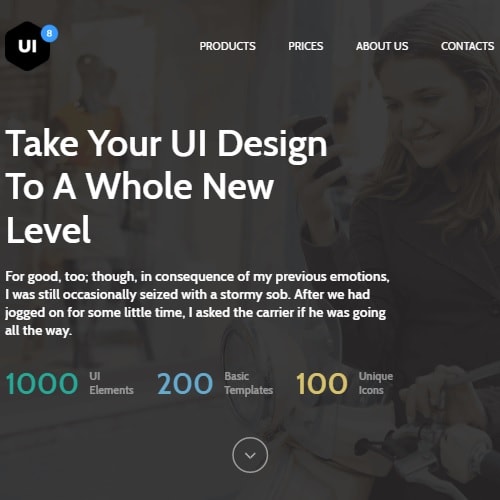 UI 8
PRODUCTS PRICES ABOUT US CONTACTS
Take Your UI Design
To A Whole New
Level
For good, too; though, in consequence of my previous emotions,
I was still occasionally seized with a stormy sob. After we had
jogged on for some little time, I asked the carrier if he was going
all the way.
1000 UI Elements 200 Basic Templates 100 Unique Icons